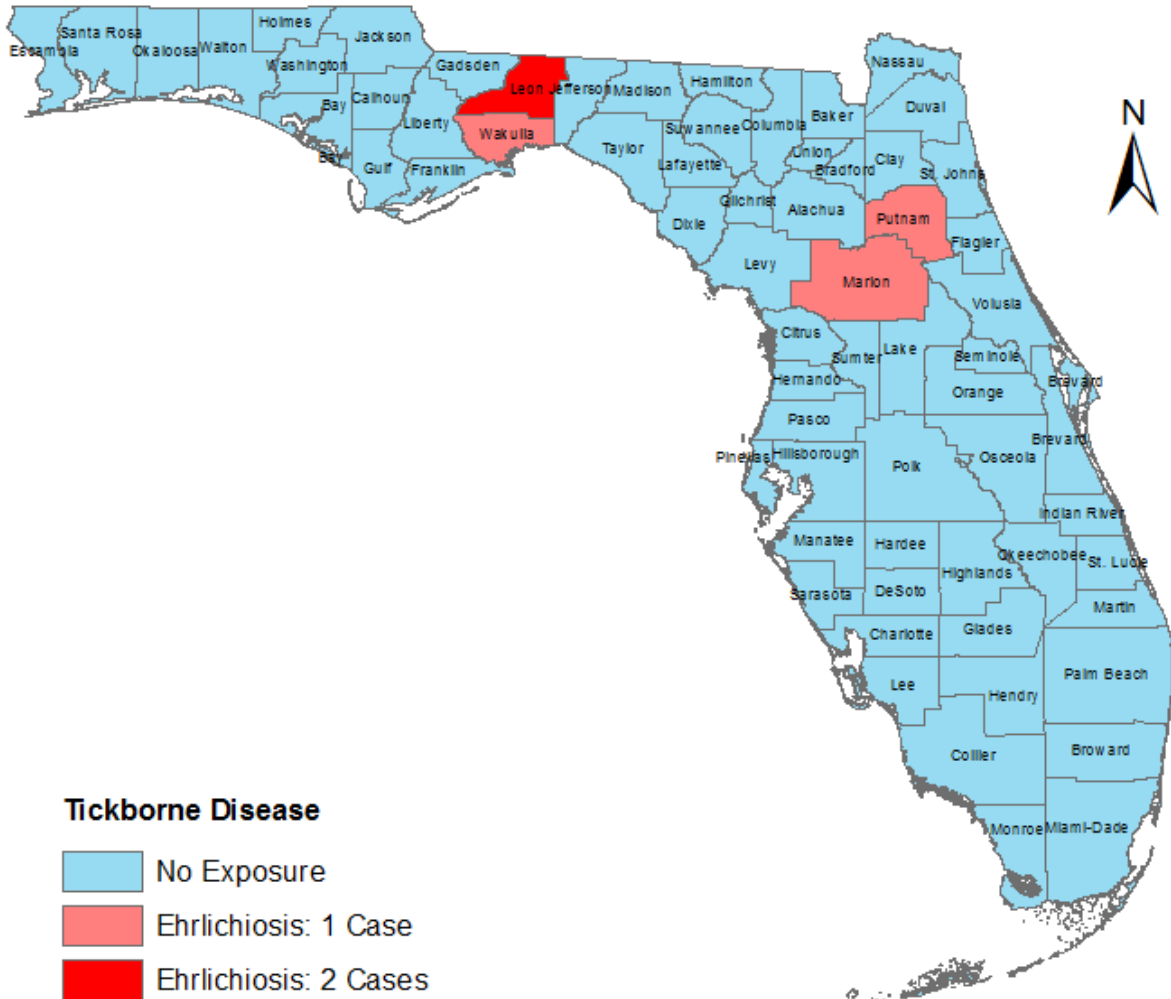 Holmes
Santa Rosa
Jackson
Escambia
Okaloosa
Walton
Washington
Gadsden
Leon
Jefferson
Madison
Hamilton
Nassau
Bay
Calhoun
Liberty
Wakulla
Taylor
Suwannee
Columbia
Baker
Duval
Bay
Gulf
Franklin
Lafayette
Union
Bradford
Clay
St. Johns
Dixie
Gilchrist
Alachua
Putnam
Flagler
Levy
Marion
Volusia
Citrus
Sumter
Lake
Seminole
Hernando
Orange
Brevard
Pasco
Pinellas
Hillsborough
Polk
Osceola
Brevard
Indian River
Manatee
Hardee
Okeechobee
Highlands
St. Lucie
Sarasota
DeSoto
Martin
Charlotte
Glades
Lee
Hendry
Palm Beach
Collier
Broward
Monroe
Miami-Dade
N
Tickborne Disease
No Exposure
Ehrlichiosis: 1 Case
Ehrlichiosis: 2 Cases